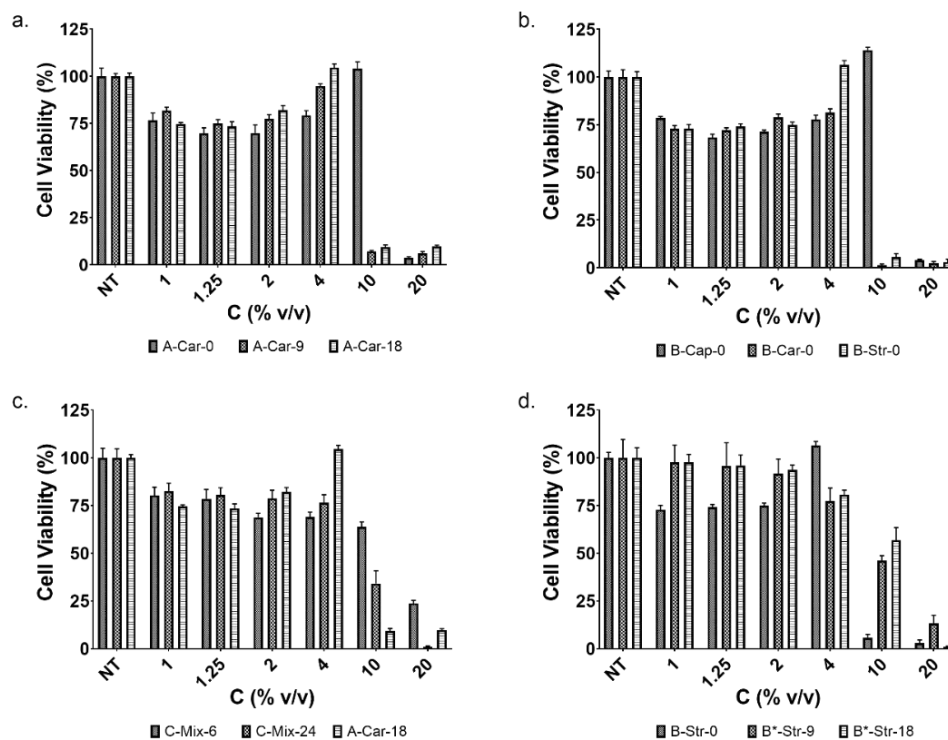 a.
125
100
75
50
25
0
Cell Viability (%)
NT 1 1.25 2 4 10 20
C (% v/v)
A-Car-0 A-Car-9 A-Car-18
b.
125
100
75
50
25
0
Cell Viability (%)
NT 1 1.25 2 4 10 20
C (% v/v)
B-Cap-0 B-Car-0 B-Str-0
c.
125
100
75
50
25
0
Cell Viability (%)
NT 1 1.25 2 4 10 20
C (% v/v)
C-Mix-6 C-Mix-24 A-Car-18
d.
125
100
75
50
25
0
Cell Viability (%)
NT 1 1.25 2 4 10 20
C (% v/v)
B-Str-0 B*-Str-9 B*-Str-18